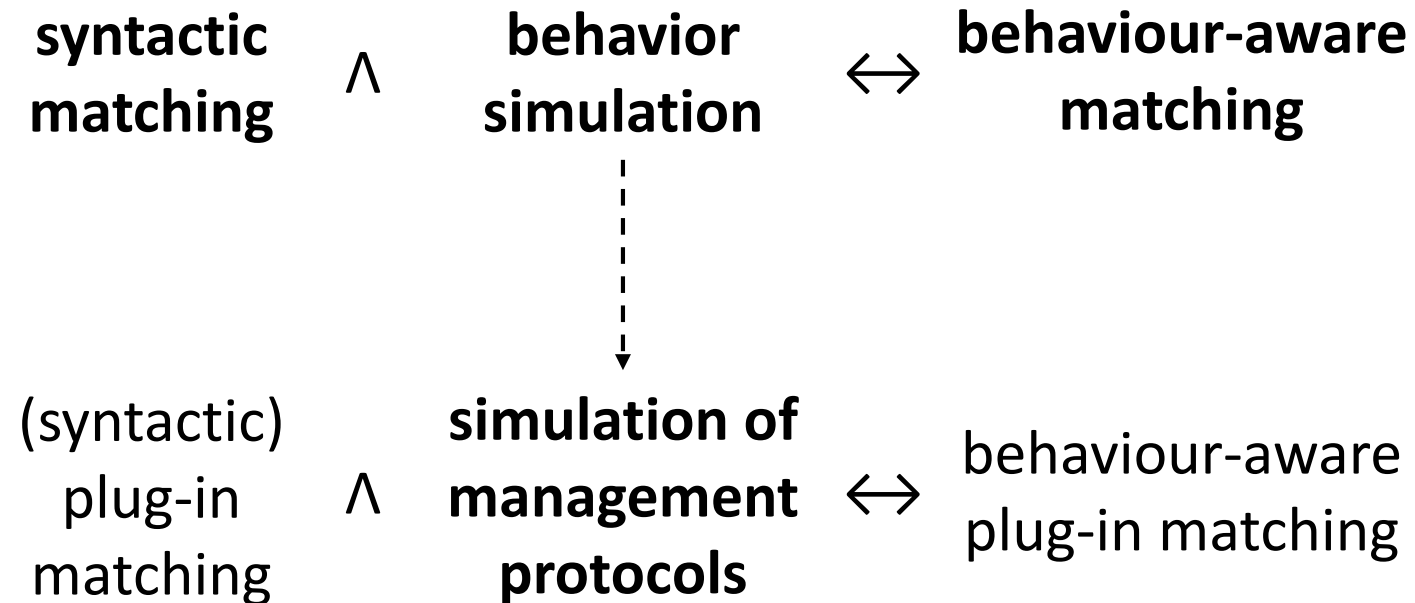 syntactic matching ∧ behavior simulation ↔ behaviour-aware matching
(syntactic) plug-in matching ∧ simulation of management protocols ↔ behaviour-aware plug-in matching